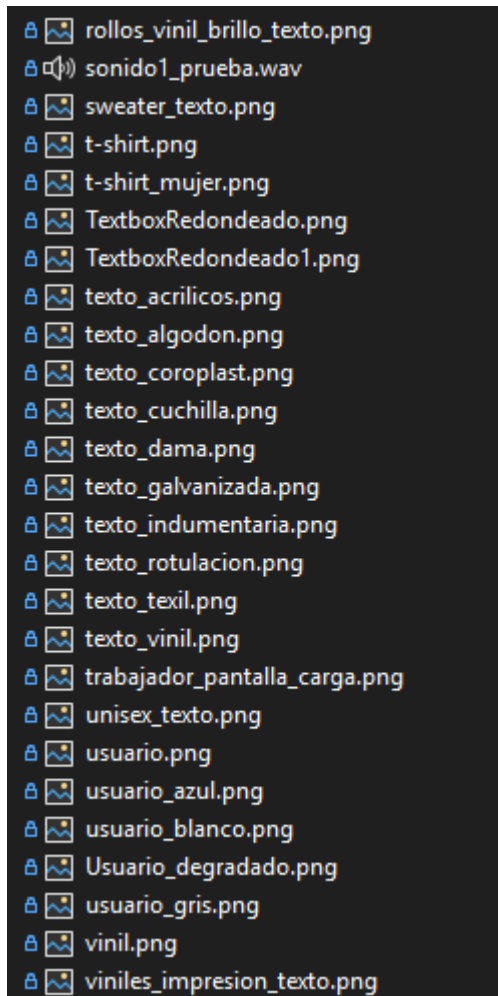 rollos_vinil_brillo_texto.png
sonido1_prueba.wav
sweater_texto.png
t-shirt.png
t-shirt_mujer.png
TextboxRedondeado.png
TextboxRedondeado1.png
texto_acrilicos.png
texto_algodon.png
texto_coroplast.png
texto_cuchilla.png
texto_dama.png
texto_galvanizada.png
texto_indumentaria.png
texto_rotulacion.png
texto_texil.png
texto_vinil.png
trabajador_pantalla_carga.png
unisex_texto.png
usuario.png
usuario_azul.png
usuario_blanco.png
Usuario_degradado.png
usuario_gris.png
vinil.png
viniles_impresion_texto.png